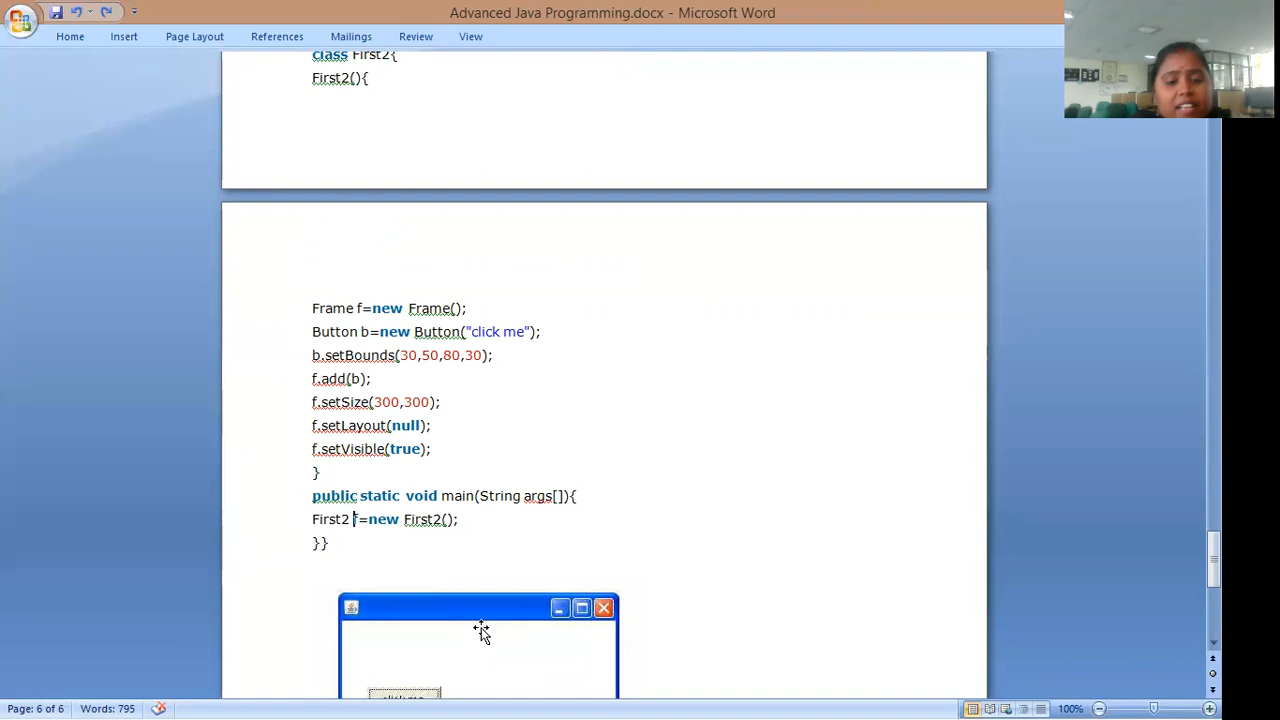 Advanced Java Programming.docx - Microsoft Word
Home Insert Page Layout References Mailings Review View
class First2{
First2(){
Frame f=new Frame();
Button b=new Button("click me");
b.setBounds(30,50,80,30);
f.add(b);
f.setSize(300,300);
f.setLayout(null);
f.setVisible(true);
}
public static void main(String args[]){
First2 f=new First2();
}}
Page: 6 of 6 Words: 795 100%